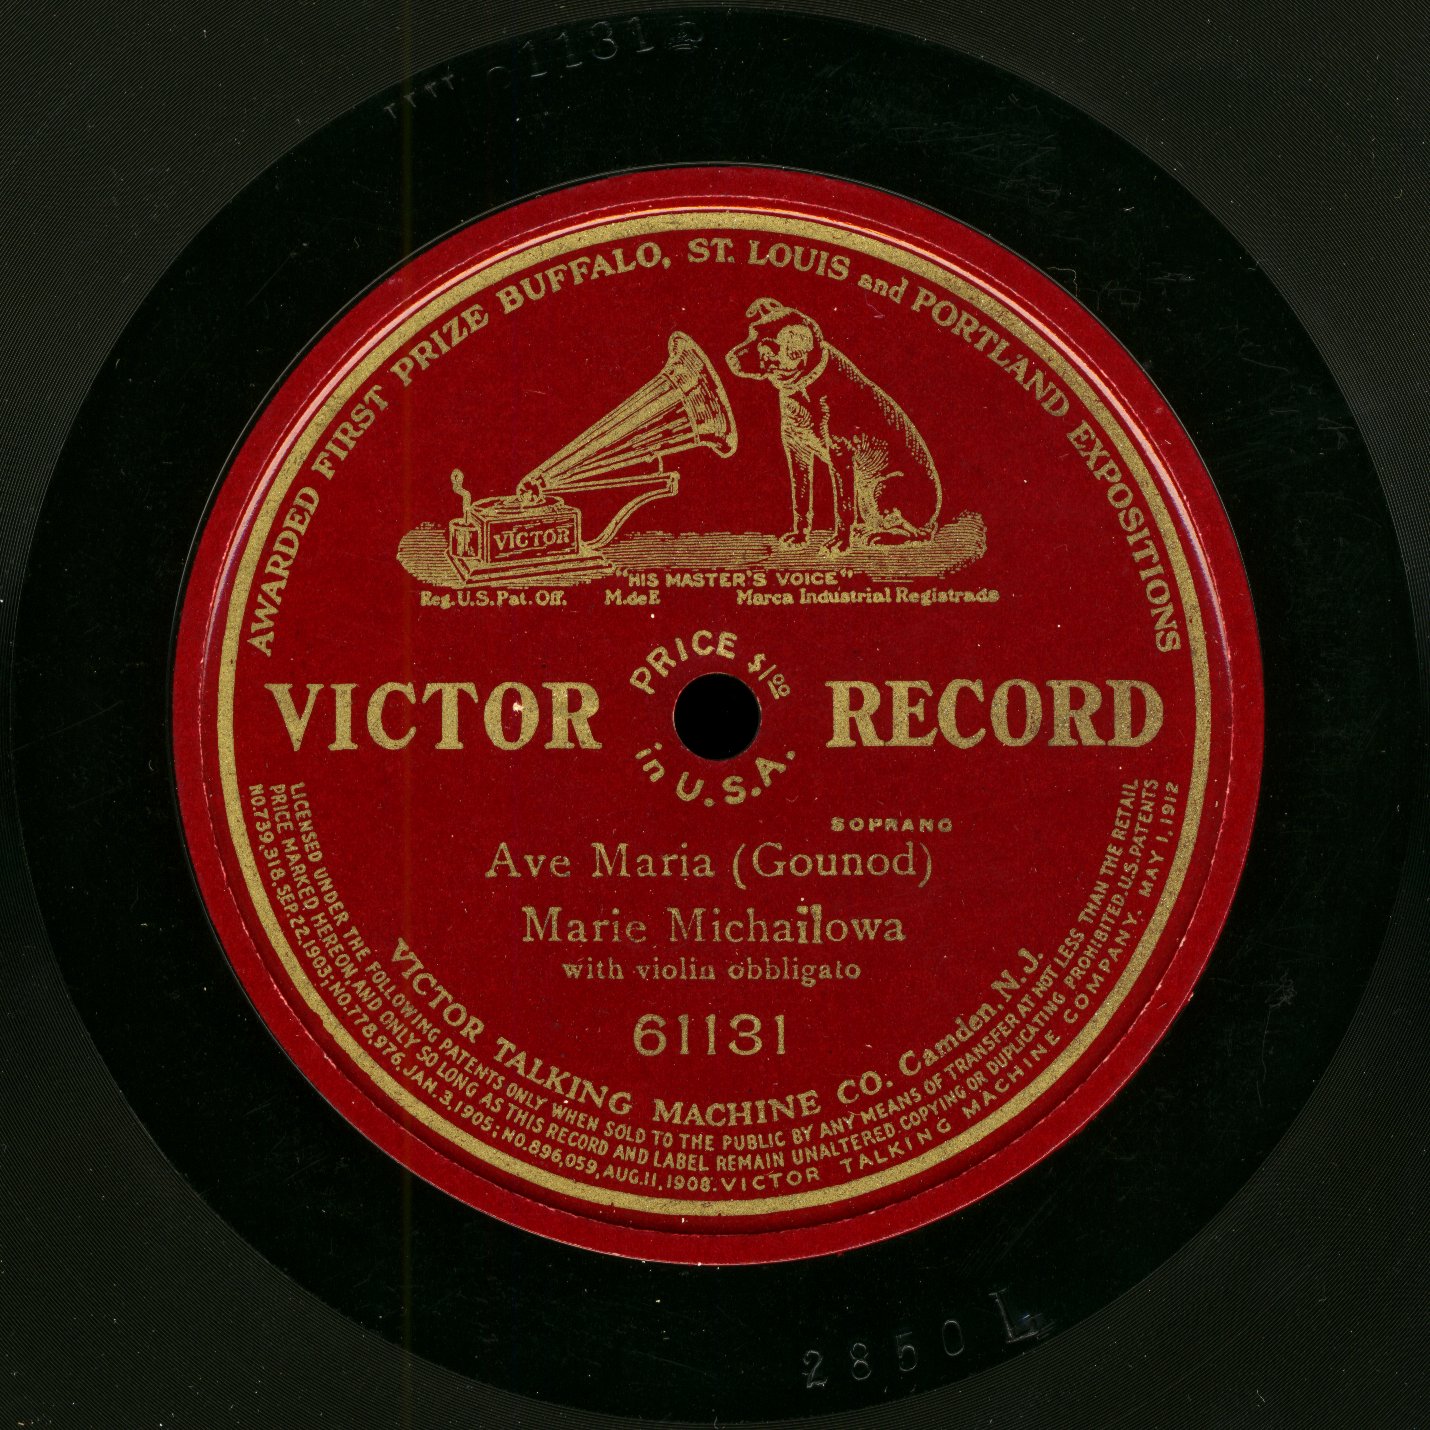 61131
AWARDED FIRST PRIZE BUFFALO, ST. LOUIS and PORTLAND EXPOSITIONS
VICTOR
"HIS MASTER'S VOICE"
Reg. U.S. Pat. Off. M. de F. Marca Industrial Registrada
PRICE $1.00
VICTOR RECORD
in U.S.A.
SOPRANO
Ave Maria (Gounod)
Marie Michailowa
with violin obbligato
61131
VICTOR TALKING MACHINE CO. Camden, N. J.
LICENSED UNDER THE FOLLOWING PATENTS ONLY WHEN SOLD TO THE PUBLIC BY ANY MEANS OF TRANSFER AT NOT LESS THAN THE RETAIL
PRICE MARKED HEREON AND ONLY SO LONG AS THIS RECORD AND LABEL REMAIN UNALTERED. COPYING OR DUPLICATING PROHIBITED. U.S. PATENTS
NO. 739,318, SEP. 22, 1903; NO. 778,976, JAN. 3, 1905; NO. 896,059, AUG. 11, 1908. VICTOR TALKING MACHINE COMPANY. MAY 1, 1912
2850 L